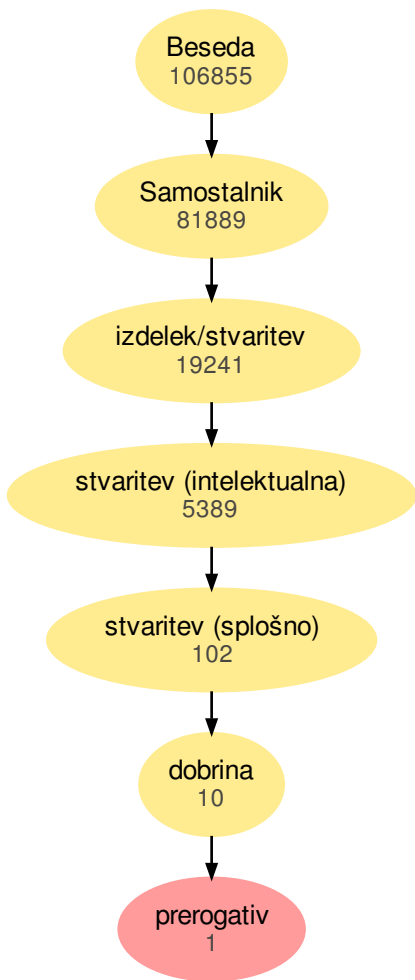 Beseda
106855
Samostalnik
81889
izdelek/stvaritev
19241
stvaritev (intelektualna)
5389
stvaritev (splošno)
102
dobrina
10
prerogativ
1